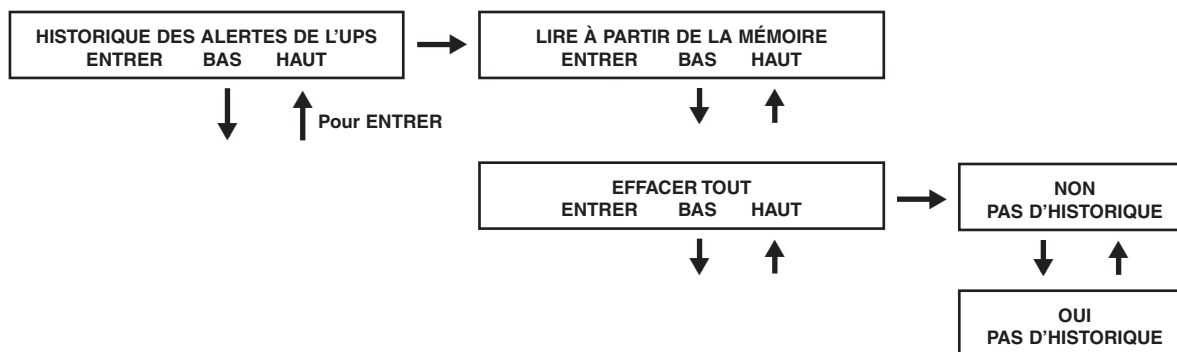 HISTORIQUE DES ALERTES DE L'UPS
ENTRER BAS HAUT
LIRE À PARTIR DE LA MÉMOIRE
ENTRER BAS HAUT
Pour ENTRER
EFFACER TOUT
ENTRER BAS HAUT
NON
PAS D'HISTORIQUE
OUI
PAS D'HISTORIQUE